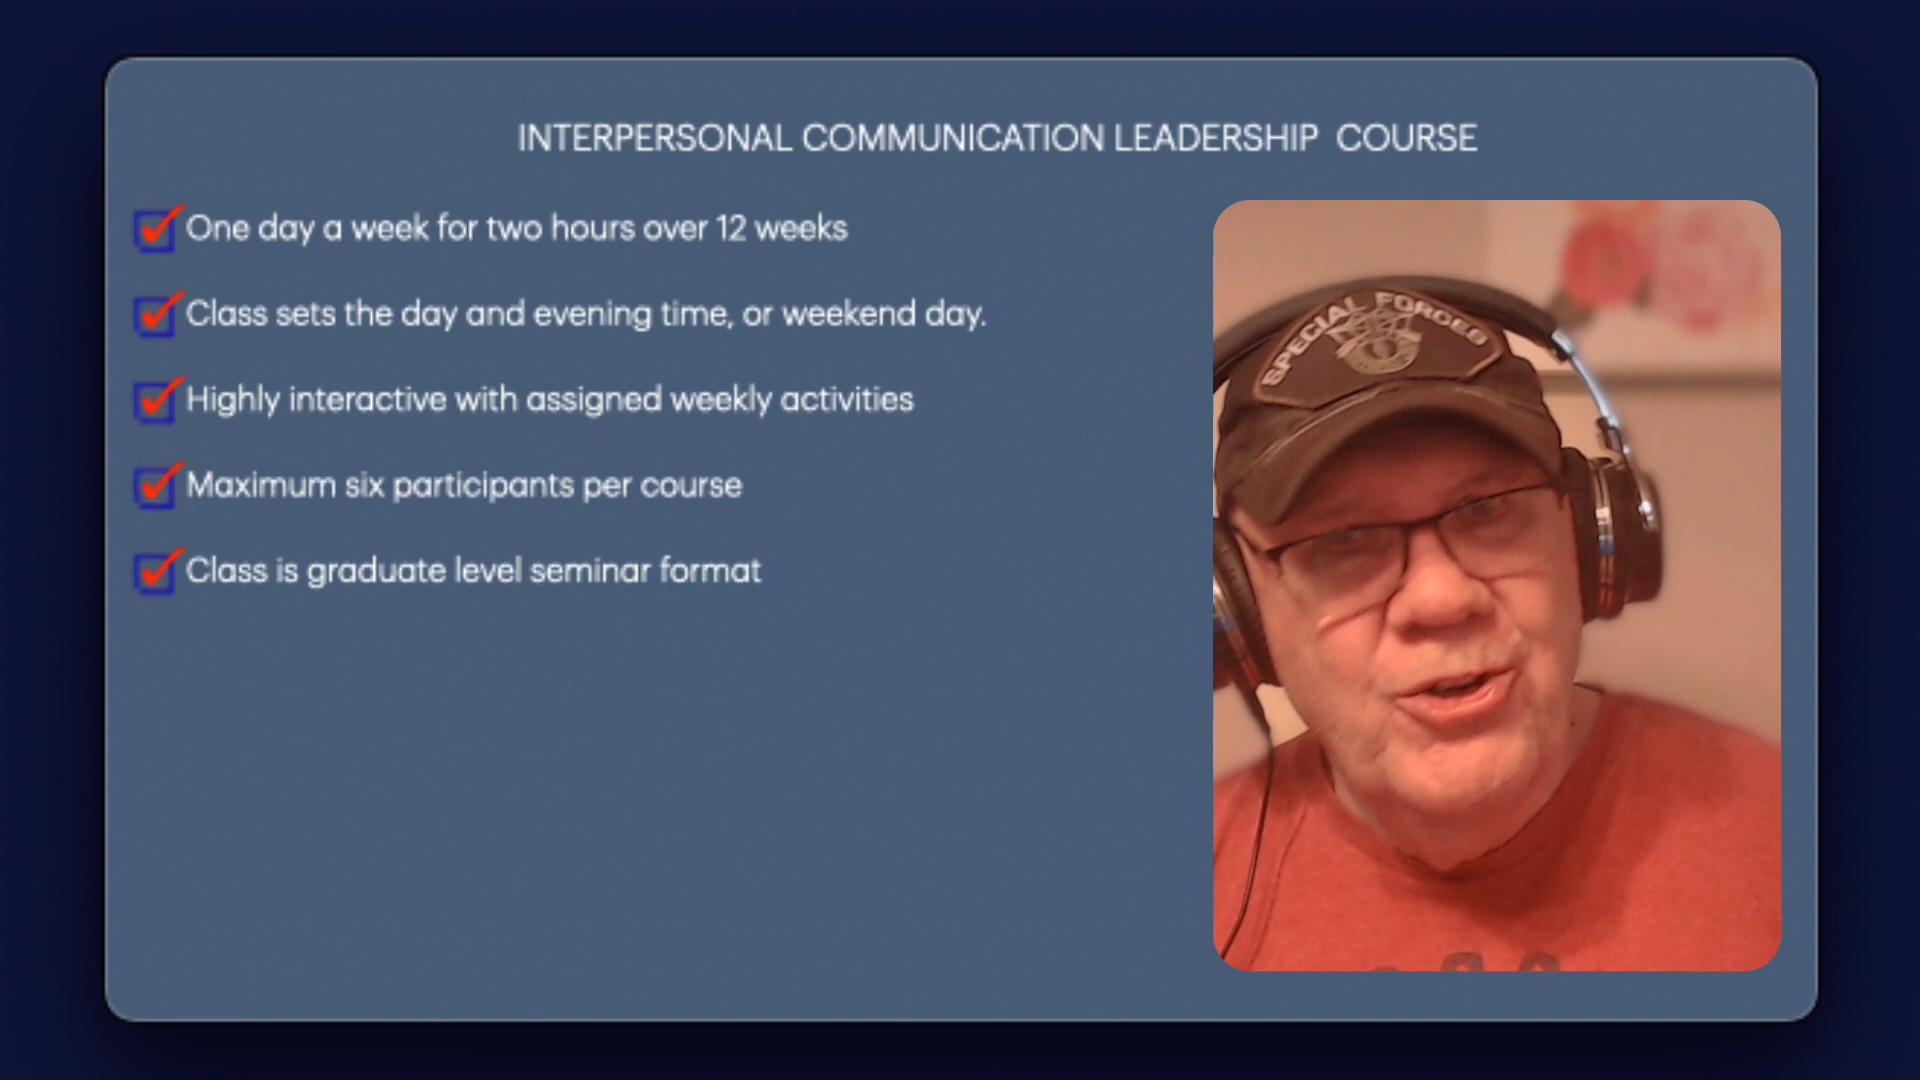 INTERPERSONAL COMMUNICATION LEADERSHIP COURSE
One day a week for two hours over 12 weeks
Class sets the day and evening time, or weekend day.
Highly interactive with assigned weekly activities
Maximum six participants per course
Class is graduate level seminar format
SPECIAL FORCES